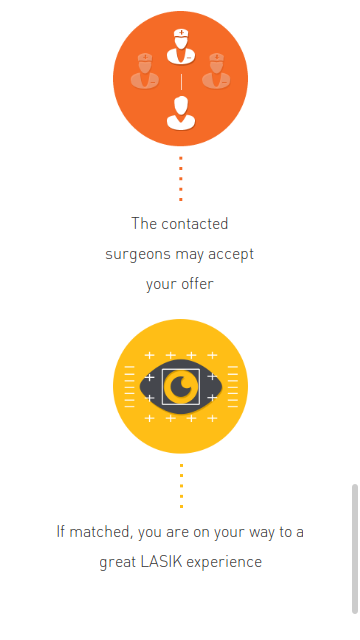 The contacted
surgeons may accept
your offer
If matched, you are on your way to a
great LASIK experience